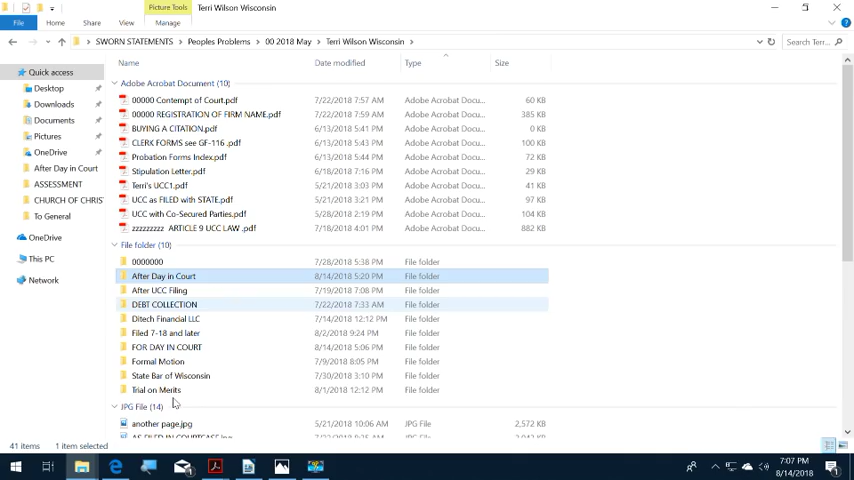 Picture Tools
Terri Wilson Wisconsin
File
Home
Share
View
Manage
SWORN STATEMENTS
Peoples Problems
00 2018 May
Terri Wilson Wisconsin
Search Terr...
Name
Date modified
Type
Size
Quick access
Desktop
Downloads
Documents
Pictures
OneDrive
After Day in Court
ASSESSMENT
CHURCH OF CHRIS
To General
OneDrive
This PC
Network
Adobe Acrobat Document (10)
00000 Contempt of Court.pdf 7/22/2018 7:57 AM Adobe Acrobat Docu... 60 KB
00000 REGISTRATION OF FIRM NAME.pdf 7/22/2018 7:59 AM Adobe Acrobat Docu... 385 KB
BUYING A CITATION.pdf 6/13/2018 5:41 PM Adobe Acrobat Docu... 0 KB
CLERK FORMS see GF-116 .pdf 6/13/2018 5:43 PM Adobe Acrobat Docu... 100 KB
Probation Forms Index.pdf 6/13/2018 5:44 PM Adobe Acrobat Docu... 72 KB
Stipulation Letter.pdf 6/18/2018 7:16 PM Adobe Acrobat Docu... 29 KB
Terri's UCC1.pdf 5/21/2018 3:03 PM Adobe Acrobat Docu... 41 KB
UCC as FILED with STATE.pdf 5/21/2018 3:21 PM Adobe Acrobat Docu... 97 KB
UCC with Co-Secured Parties.pdf 5/28/2018 2:19 PM Adobe Acrobat Docu... 104 KB
zzzzzzzzz ARTICLE 9 UCC LAW .pdf 7/18/2018 4:01 PM Adobe Acrobat Docu... 882 KB
File folder (10)
0000000 7/28/2018 5:38 PM File folder
After Day in Court 8/14/2018 5:20 PM File folder
After UCC Filing 7/19/2018 7:08 PM File folder
DEBT COLLECTION 7/22/2018 7:33 AM File folder
Ditech Financial LLC 7/14/2018 12:12 PM File folder
Filed 7-18 and later 8/2/2018 9:24 PM File folder
FOR DAY IN COURT 8/14/2018 5:06 PM File folder
Formal Motion 7/9/2018 8:05 PM File folder
State Bar of Wisconsin 7/30/2018 3:10 PM File folder
Trial on Merits 8/1/2018 12:12 PM File folder
JPG File (14)
another page.jpg 5/21/2018 10:06 AM JPG File 2,572 KB
41 items 1 item selected
7:07 PM
8/14/2018